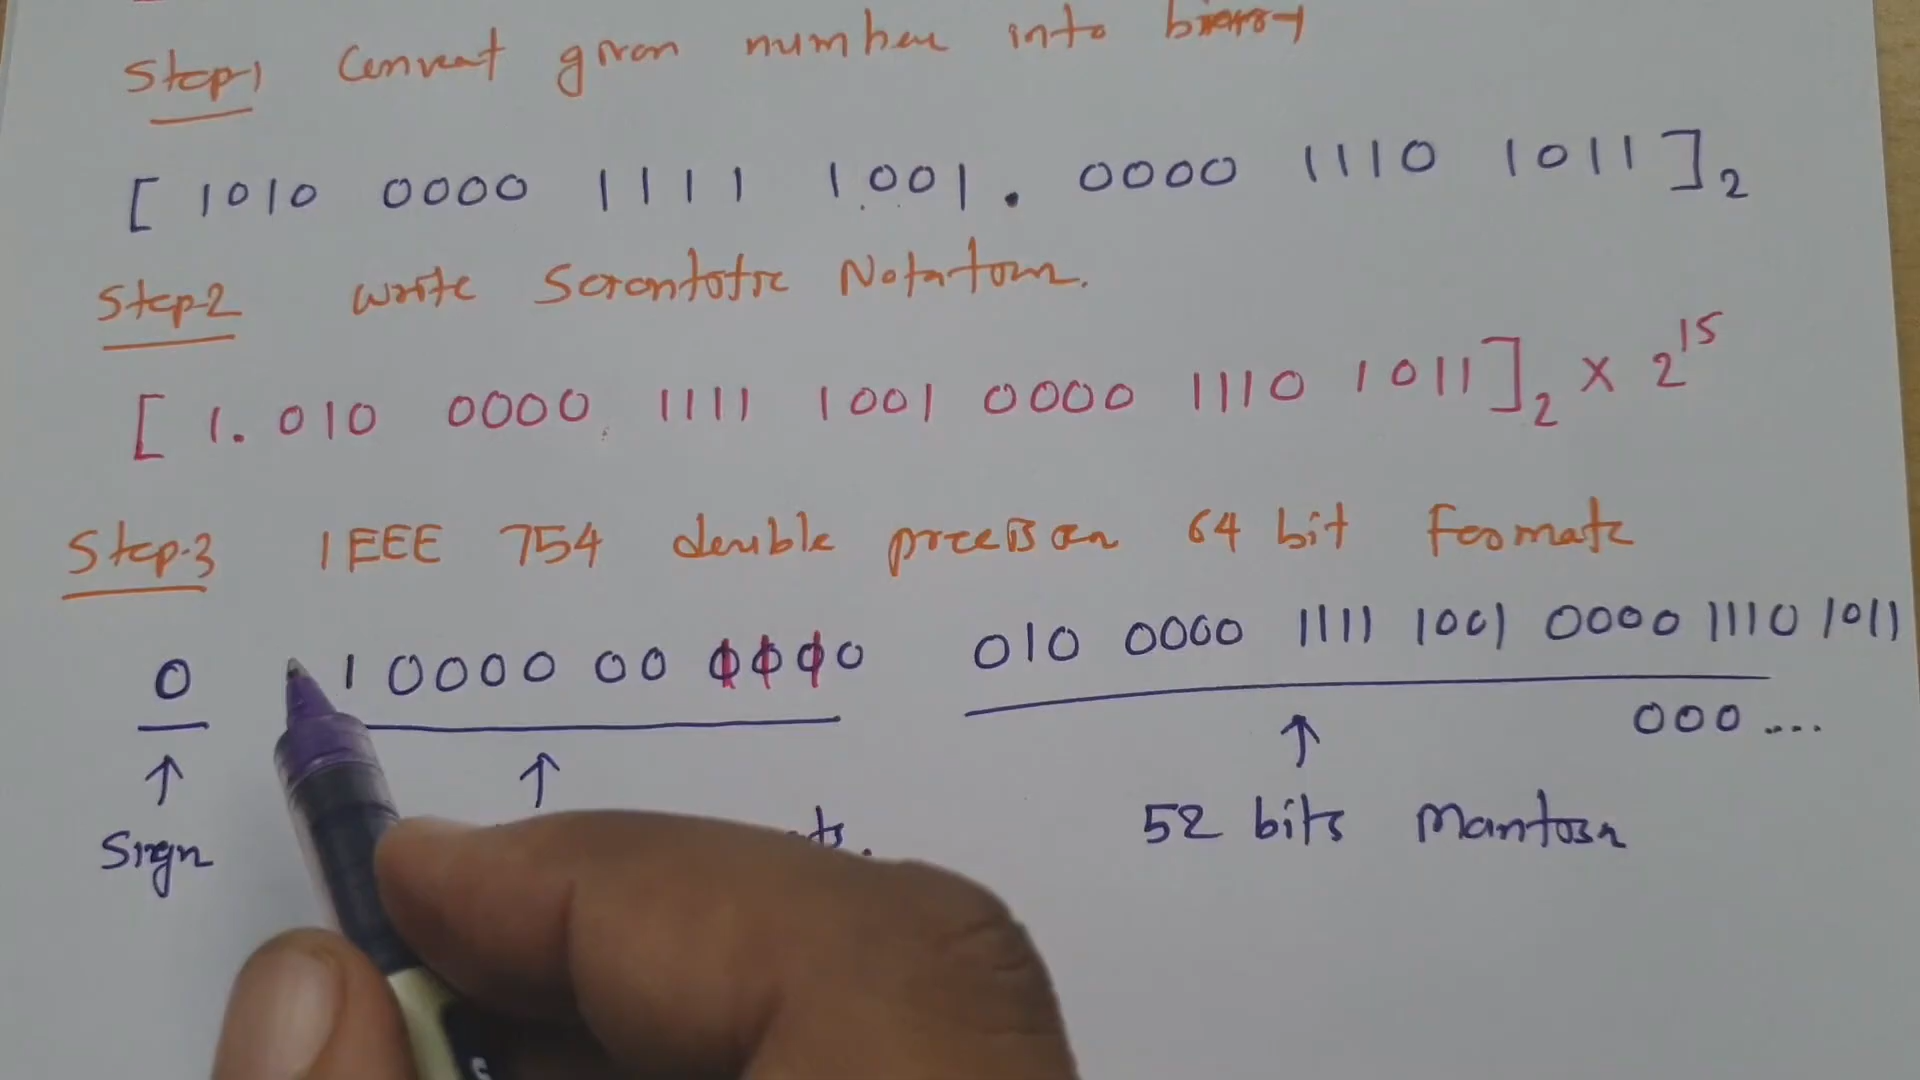 Step-1 Convert given number into binary
[ 1010 0000 1111 1001 . 0000 1110 1011 ]2
Step-2 write Scientific Notation.
[ 1. 010 0000 1111 1001 0000 1110 1011 ]2 × 2^15
Step-3 IEEE 754 double precision 64 bit Formate
0 1 0000 00 0 010 0000 1111 1001 0000 1110 1011
000 ....
↑ ↑ ↑
Sign 52 bits Mantissa